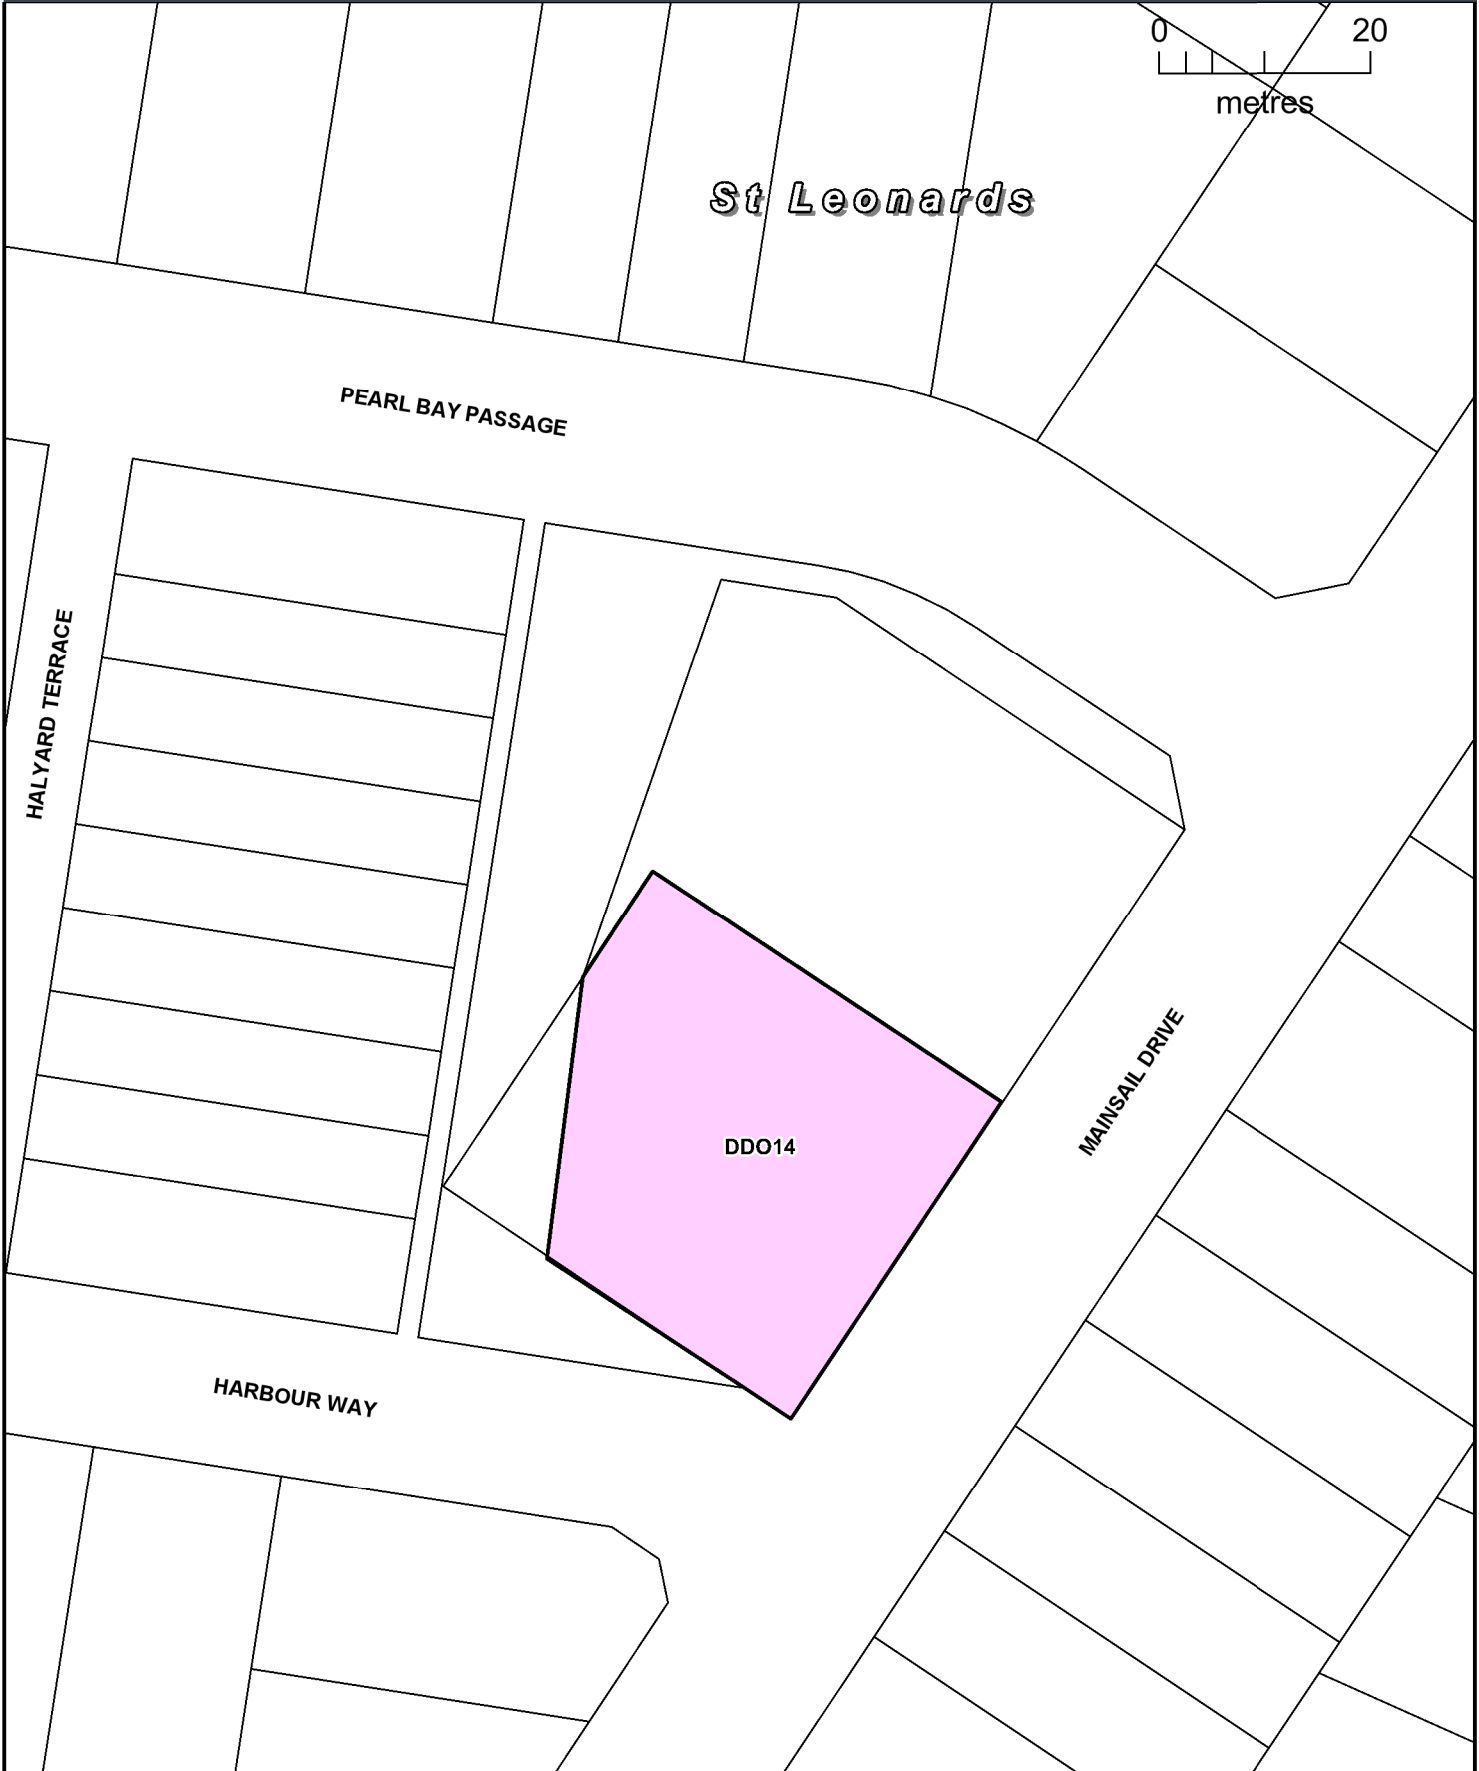 0 20
metres
St Leonards
PEARL BAY PASSAGE
HALYARD TERRACE
MAINSAIL DRIVE
DDO14
HARBOUR WAY